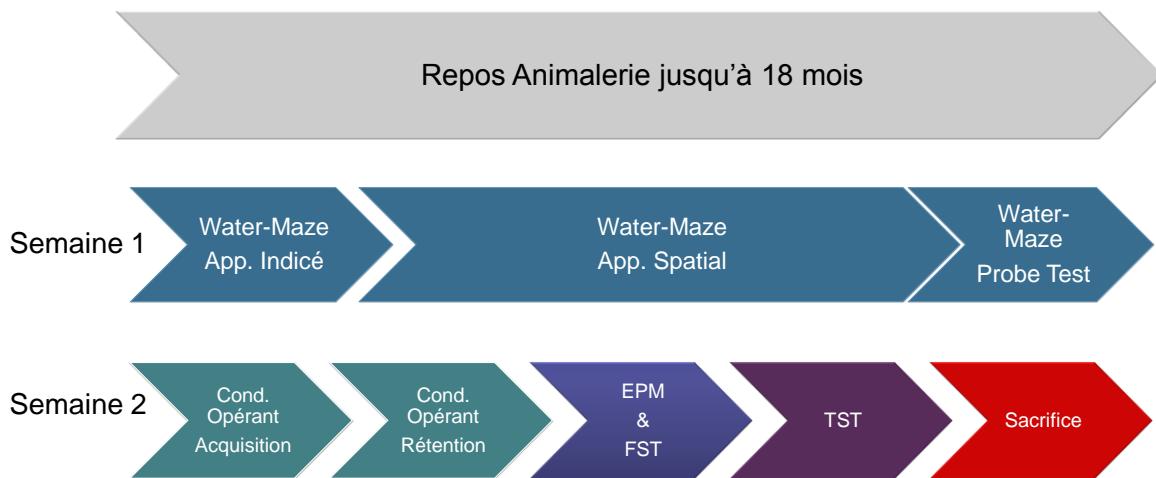 Repos Animalerie jusqu’à 18 mois
Semaine 1
Water-Maze
App. Indicé
Water-Maze
App. Spatial
Water-
Maze
Probe Test
Semaine 2
Cond.
Opérant
Acquisition
Cond.
Opérant
Rétention
EPM
&
FST
TST
Sacrifice